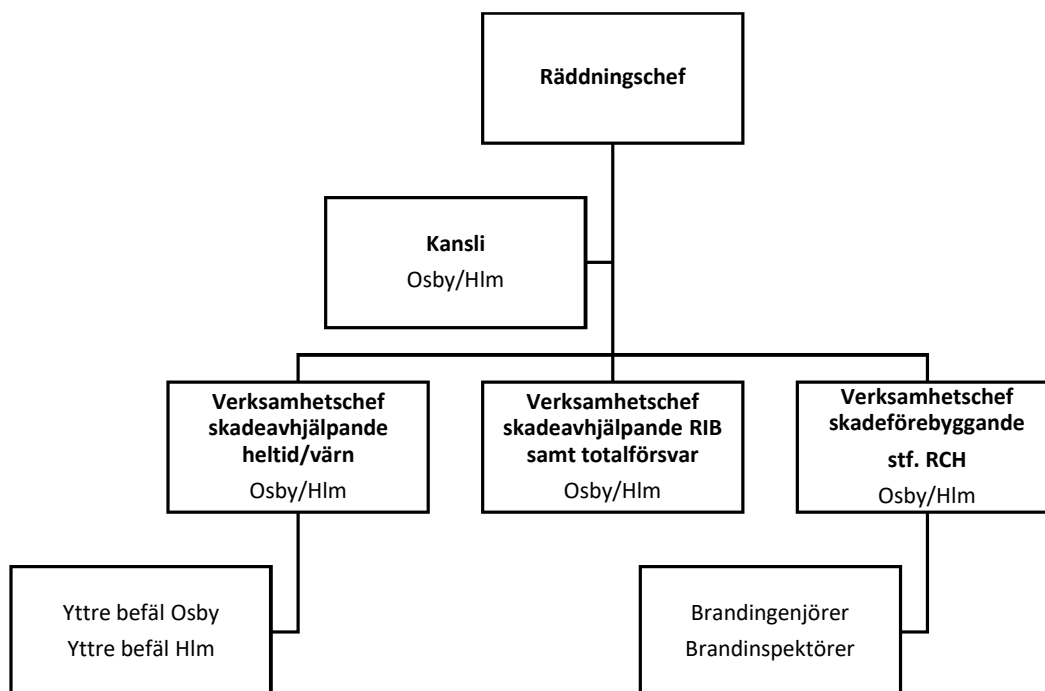 Räddningschef
Kansli
Osby/Hlm
Verksamhetschef
skadeavhjälpande
heltid/värn
Osby/Hlm
Verksamhetschef
skadeavhjälpande RIB
samt totalförsvar
Osby/Hlm
Verksamhetschef
skadeförebyggande
stf. RCH
Osby/Hlm
Yttre befäl Osby
Yttre befäl Hlm
Brandingenjörer
Brandinspektörer